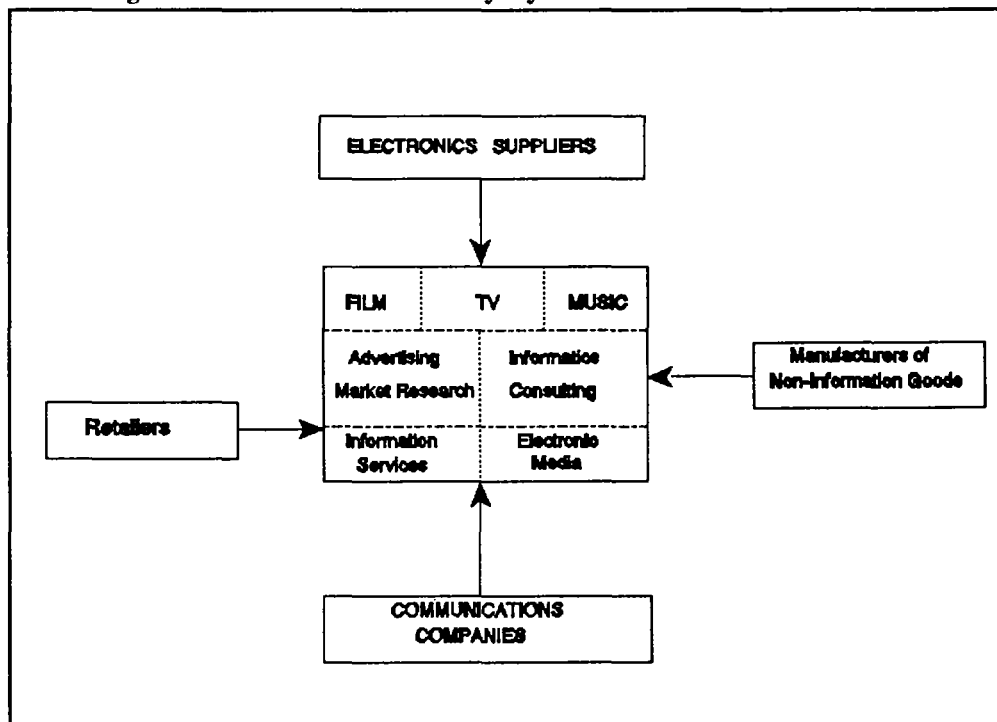 ELECTRONICS SUPPLIERS
FILM TV MUSIC
Advertising Informatics
Market Research Consulting
Manufacturers of
Non-Information Goods
Retailers
Information Electronic
Services Media
COMMUNICATIONS
COMPANIES